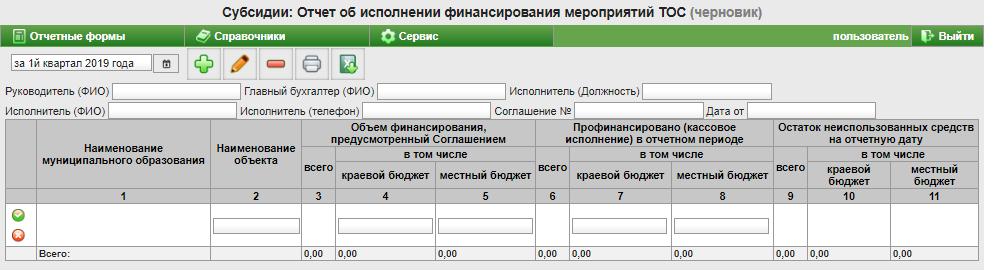 Субсидии: Отчет об исполнении финансирования мероприятий ТОС (черновик)
Отчетные формы Справочники Сервис пользователь Выйти
за 1й квартал 2019 года
Руководитель (ФИО) Главный бухгалтер (ФИО) Исполнитель (Должность)
Исполнитель (ФИО) Исполнитель (телефон) Соглашение № Дата от
Наименование
муниципального образования
Наименование
объекта
Объем финансирования,
предусмотренный Соглашением
всего
в том числе
краевой бюджет местный бюджет
Профинансировано (кассовое
исполнение) в отчетном периоде
всего
в том числе
краевой бюджет местный бюджет
Остаток неиспользованных средств
на отчетную дату
всего
в том числе
краевой
бюджет
местный
бюджет
1 2 3 4 5 6 7 8 9 10 11
Всего: 0,00 0,00 0,00 0,00 0,00 0,00 0,00 0,00 0,00